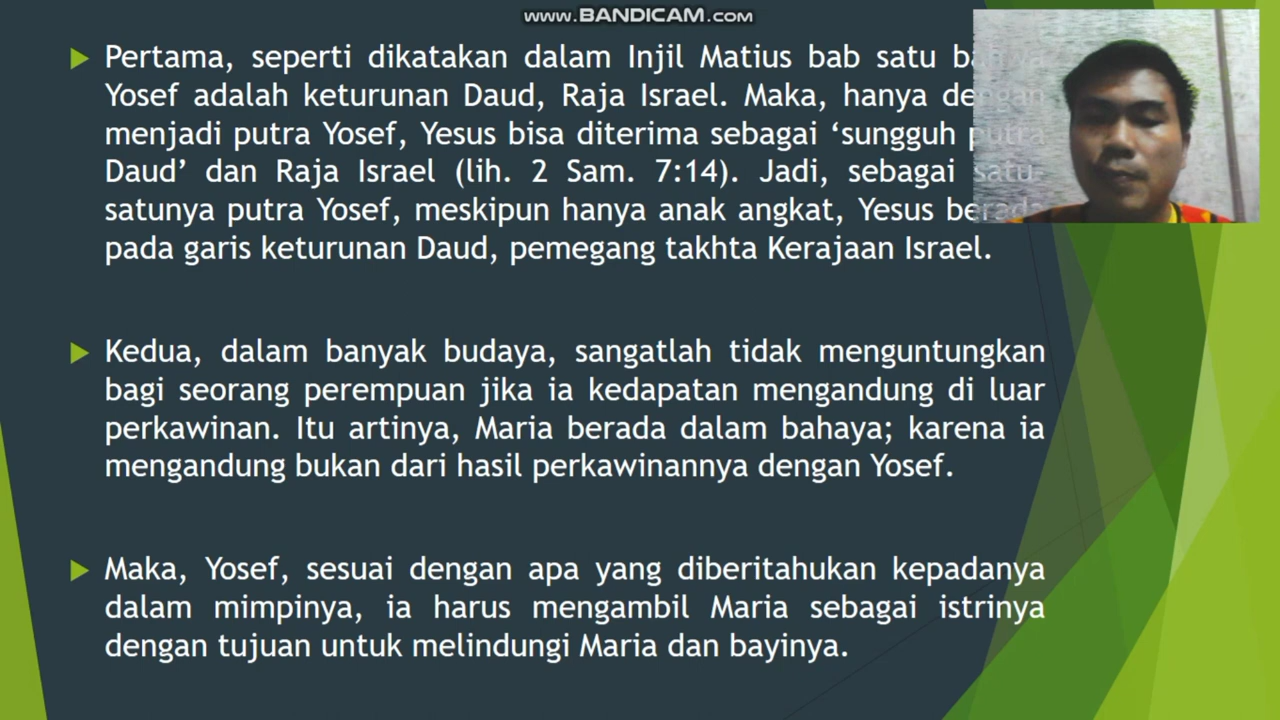 www.BANDICAM.com
Pertama, seperti dikatakan dalam Injil Matius bab satu bahwa
Yosef adalah keturunan Daud, Raja Israel. Maka, hanya dengan
menjadi putra Yosef, Yesus bisa diterima sebagai ‘sungguh putra
Daud’ dan Raja Israel (lih. 2 Sam. 7:14). Jadi, sebagai satu-
satunya putra Yosef, meskipun hanya anak angkat, Yesus berada
pada garis keturunan Daud, pemegang takhta Kerajaan Israel.
Kedua, dalam banyak budaya, sangatlah tidak menguntungkan
bagi seorang perempuan jika ia kedapatan mengandung di luar
perkawinan. Itu artinya, Maria berada dalam bahaya; karena ia
mengandung bukan dari hasil perkawinannya dengan Yosef.
Maka, Yosef, sesuai dengan apa yang diberitahukan kepadanya
dalam mimpinya, ia harus mengambil Maria sebagai istrinya
dengan tujuan untuk melindungi Maria dan bayinya.